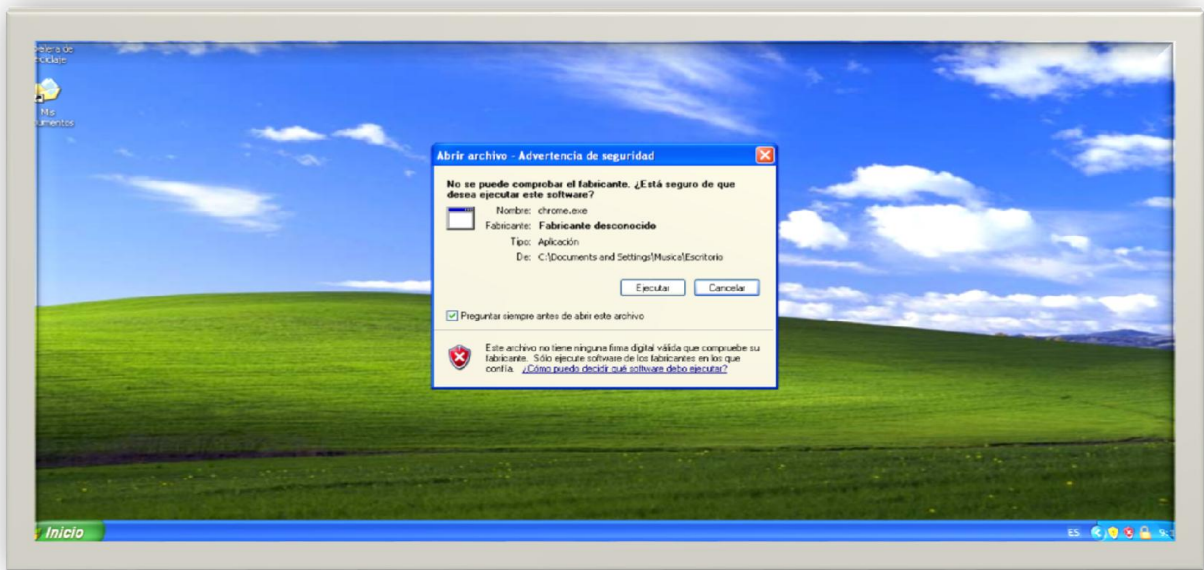 Mis
Abrir archivo - Advertencia de seguridad
No se puede comprobar el fabricante. ¿Está seguro de que
desea ejecutar este software?
Nombre: chrome.exe
Fabricante: Fabricante desconocido
Tipo: Aplicación
De: C:\Documents and Settings\Musica\Escritorio
Ejecutar
Cancelar
Preguntar siempre antes de abrir este archivo
Este archivo no tiene ninguna firma digital válida que compruebe su
fabricante. Sólo ejecute software de los fabricantes en los que
confía. ¿Cómo puedo decidir qué software debo ejecutar?
Inicio
ES